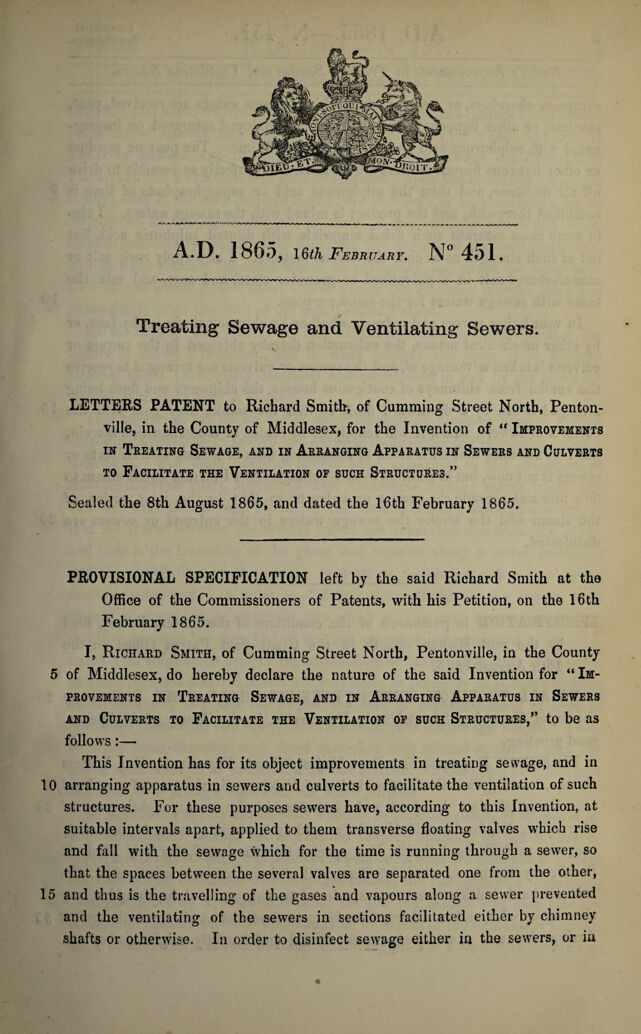 DIEU ET MON DROIT
A.D. 1865, 16th FEBRUARY. N° 451.
Treating Sewage and Ventilating Sewers.
LETTERS PATENT to Richard Smith, of Cumming Street North, Penton-
ville, in the County of Middlesex, for the Invention of “IMPROVEMENTS
IN TREATING SEWAGE, AND IN ARRANGING APPARATUS IN SEWERS AND CULVERTS
TO FACILITATE THE VENTILATION OF SUCH STRUCTURES.”
Sealed the 8th August 1865, and dated the 16th February 1865.
PROVISIONAL SPECIFICATION left by the said Richard Smith at the
Office of the Commissioners of Patents, with his Petition, on the 16th
February 1865.
I, RICHARD SMITH, of Cumming Street North, Pentonville, in the County
5 of Middlesex, do hereby declare the nature of the said Invention for “IM-
PROVEMENTS IN TREATING SEWAGE, AND IN ARRANGING APPARATUS IN SEWERS
AND CULVERTS TO FACILITATE THE VENTILATION OF SUCH STRUCTURES,” to be as
follows :—
This Invention has for its object improvements in treating sewage, and in
10 arranging apparatus in sewers and culverts to facilitate the ventilation of such
structures. For these purposes sewers have, according to this Invention, at
suitable intervals apart, applied to them transverse floating valves which rise
and fall with the sewage which for the time is running through a sewer, so
that the spaces between the several valves are separated one from the other,
15 and thus is the travelling of the gases and vapours along a sewer prevented
and the ventilating of the sewers in sections facilitated either by chimney
shafts or otherwise. In order to disinfect sewage either in the sewers, or in